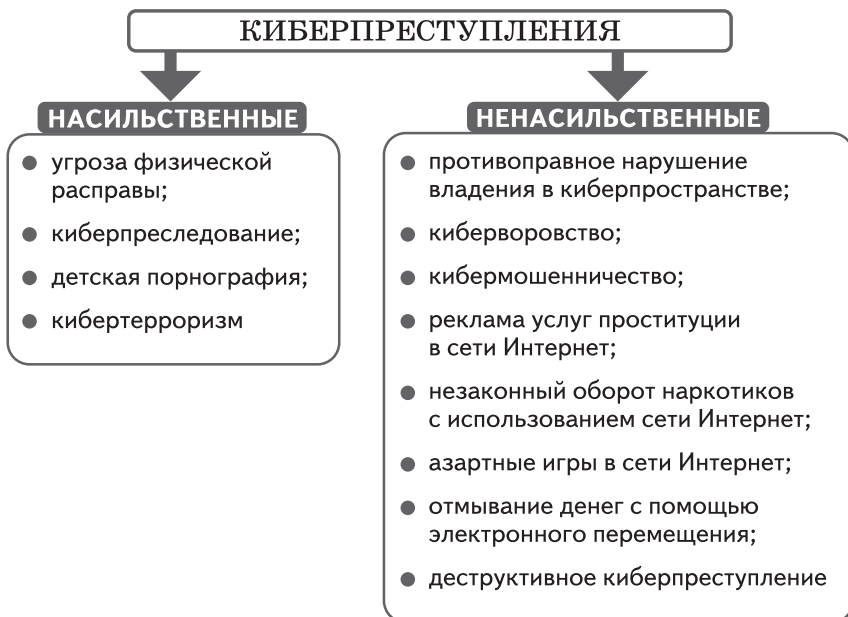 КИБЕРПРЕСТУПЛЕНИЯ
НАСИЛЬСТВЕННЫЕ
● угроза физической
расправы;
● киберпреследование;
● детская порнография;
● кибертерроризм
НЕНАСИЛЬСТВЕННЫЕ
● противоправное нарушение
владения в киберпространстве;
● киберворовство;
● кибермошенничество;
● реклама услуг проституции
в сети Интернет;
● незаконный оборот наркотиков
с использованием сети Интернет;
● азартные игры в сети Интернет;
● отмывание денег с помощью
электронного перемещения;
● деструктивное киберпреступление